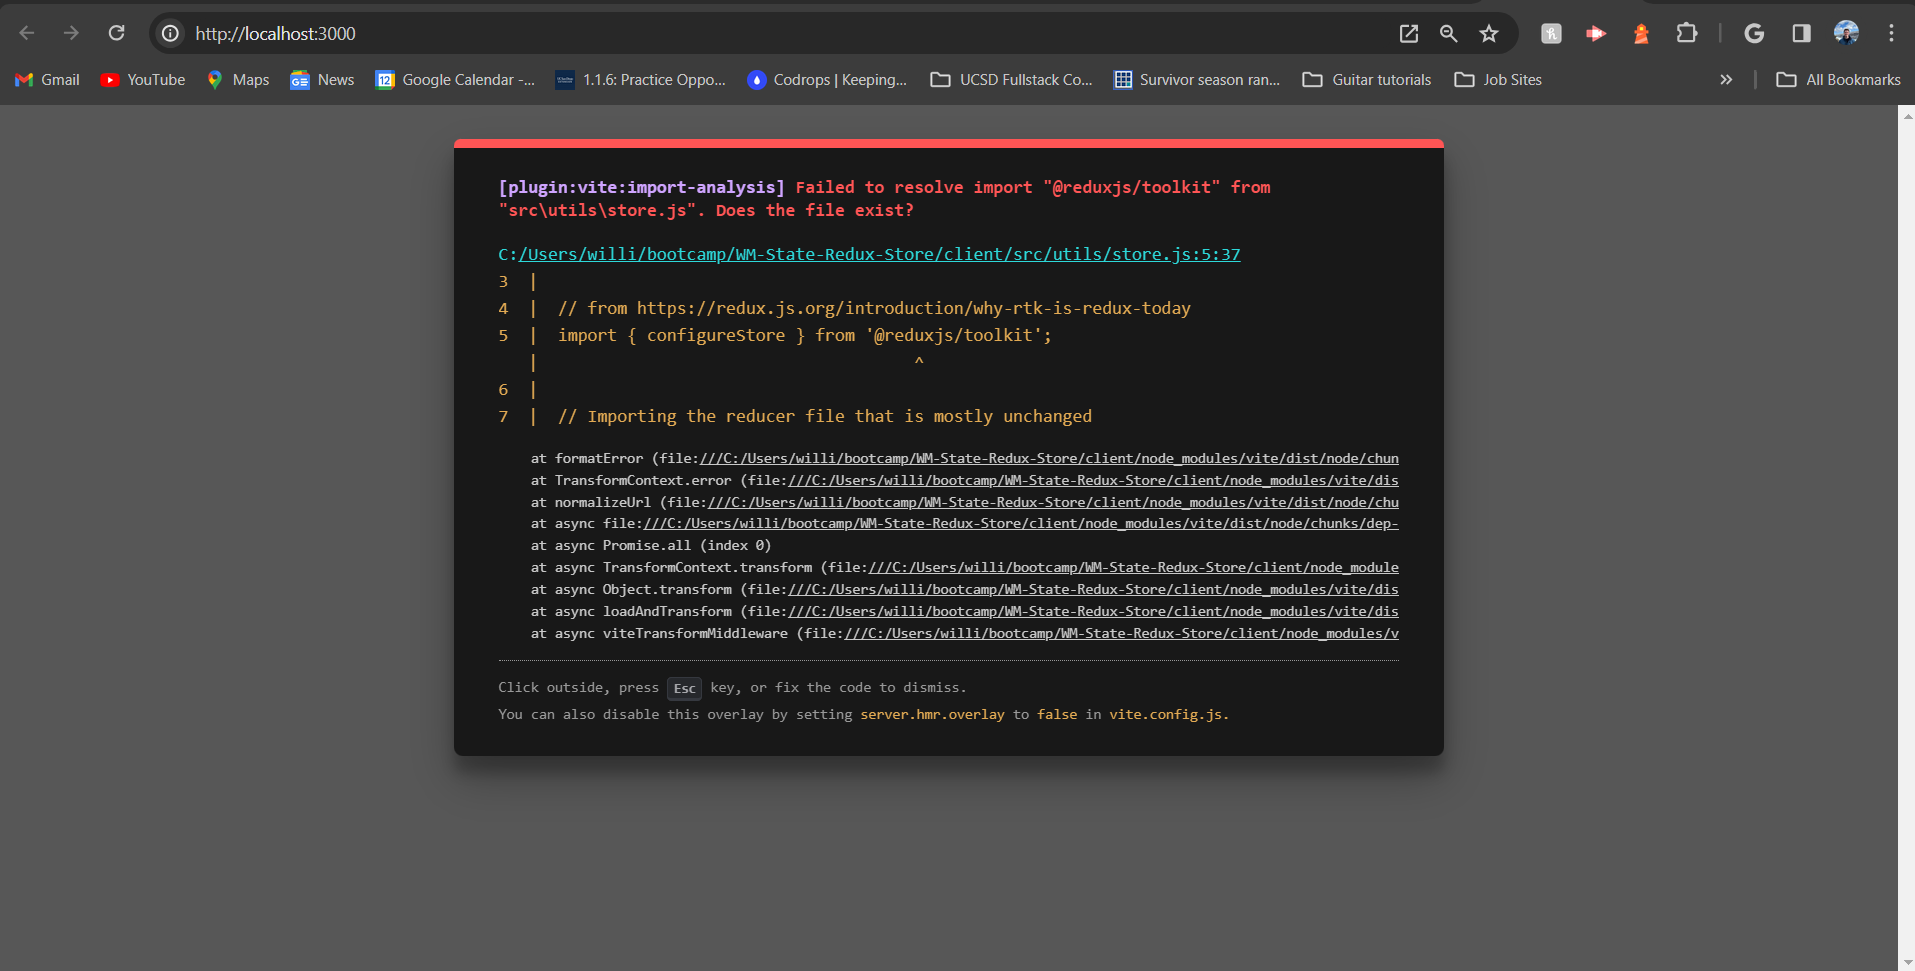 http://localhost:3000
Gmail YouTube Maps News Google Calendar -... 1.1.6: Practice Oppo... Codrops | Keeping... UCSD Fullstack Co... Survivor season ran... Guitar tutorials Job Sites » All Bookmarks
[plugin:vite:import-analysis] Failed to resolve import "@reduxjs/toolkit" from
"src\utils\store.js". Does the file exist?
C:/Users/willi/bootcamp/WM-State-Redux-Store/client/src/utils/store.js:5:37
3 |
4 | // from https://redux.js.org/introduction/why-rtk-is-redux-today
5 | import { configureStore } from '@reduxjs/toolkit';
| ^
6 |
7 | // Importing the reducer file that is mostly unchanged
at formatError (file:///C:/Users/willi/bootcamp/WM-State-Redux-Store/client/node_modules/vite/dist/node/chun
at TransformContext.error (file:///C:/Users/willi/bootcamp/WM-State-Redux-Store/client/node_modules/vite/dis
at normalizeUrl (file:///C:/Users/willi/bootcamp/WM-State-Redux-Store/client/node_modules/vite/dist/node/chu
at async file:///C:/Users/willi/bootcamp/WM-State-Redux-Store/client/node_modules/vite/dist/node/chunks/dep-
at async Promise.all (index 0)
at async TransformContext.transform (file:///C:/Users/willi/bootcamp/WM-State-Redux-Store/client/node_module
at async Object.transform (file:///C:/Users/willi/bootcamp/WM-State-Redux-Store/client/node_modules/vite/dis
at async loadAndTransform (file:///C:/Users/willi/bootcamp/WM-State-Redux-Store/client/node_modules/vite/dis
at async viteTransformMiddleware (file:///C:/Users/willi/bootcamp/WM-State-Redux-Store/client/node_modules/v
Click outside, press Esc key, or fix the code to dismiss.
You can also disable this overlay by setting server.hmr.overlay to false in vite.config.js.